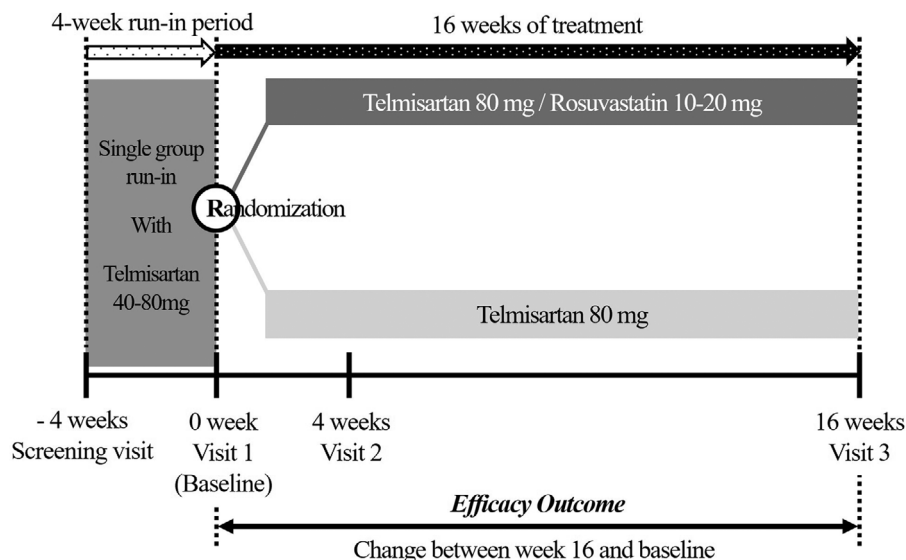 4-week run-in period
16 weeks of treatment
Telmisartan 80 mg / Rosuvastatin 10-20 mg
Single group
run-in
With
Telmisartan
40-80mg
Randomization
Telmisartan 80 mg
- 4 weeks
Screening visit
0 week
Visit 1
(Baseline)
4 weeks
Visit 2
16 weeks
Visit 3
Efficacy Outcome
Change between week 16 and baseline